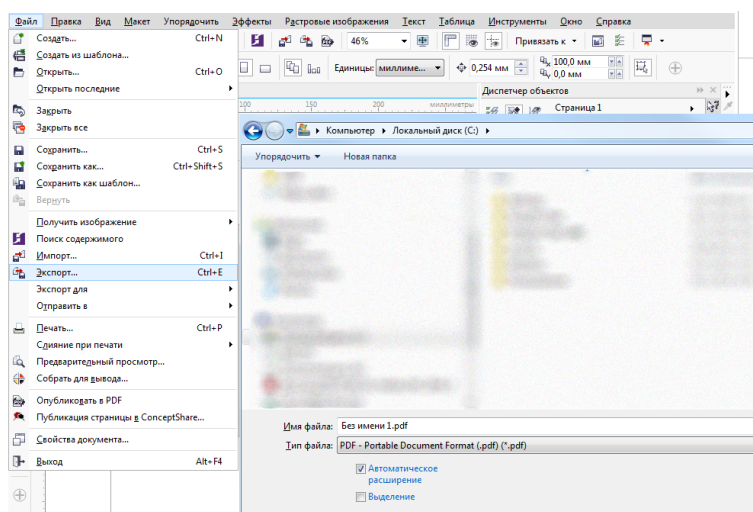 Файл Правка Вид Макет Упорядочить Эффекты Растровые изображения Текст Таблица Инструменты Окно Справка
Создать... Ctrl+N
Создать из шаблона...
Открыть... Ctrl+O
Открыть последние
Закрыть
Закрыть все
Сохранить... Ctrl+S
Сохранить как... Ctrl+Shift+S
Сохранить как шаблон...
Вернуть
Получить изображение
Поиск содержимого
Импорт... Ctrl+I
Экспорт... Ctrl+E
Экспорт для
Отправить в
Печать... Ctrl+P
Слияние при печати
Предварительный просмотр...
Собрать для вывода...
Опубликовать в PDF
Публикация страницы в ConceptShare...
Свойства документа...
Выход Alt+F4
46% Привязать к
Единицы: миллиме... 0,254 мм 100,0 мм
0,0 мм
Диспетчер объектов
100 150 200 миллиметры
Страница 1
Компьютер Локальный диск (C:)
Упорядочить Новая папка
Имя файла: Без имени 1.pdf
Тип файла: PDF - Portable Document Format (.pdf) (*.pdf)
Автоматическое
расширение
Выделение